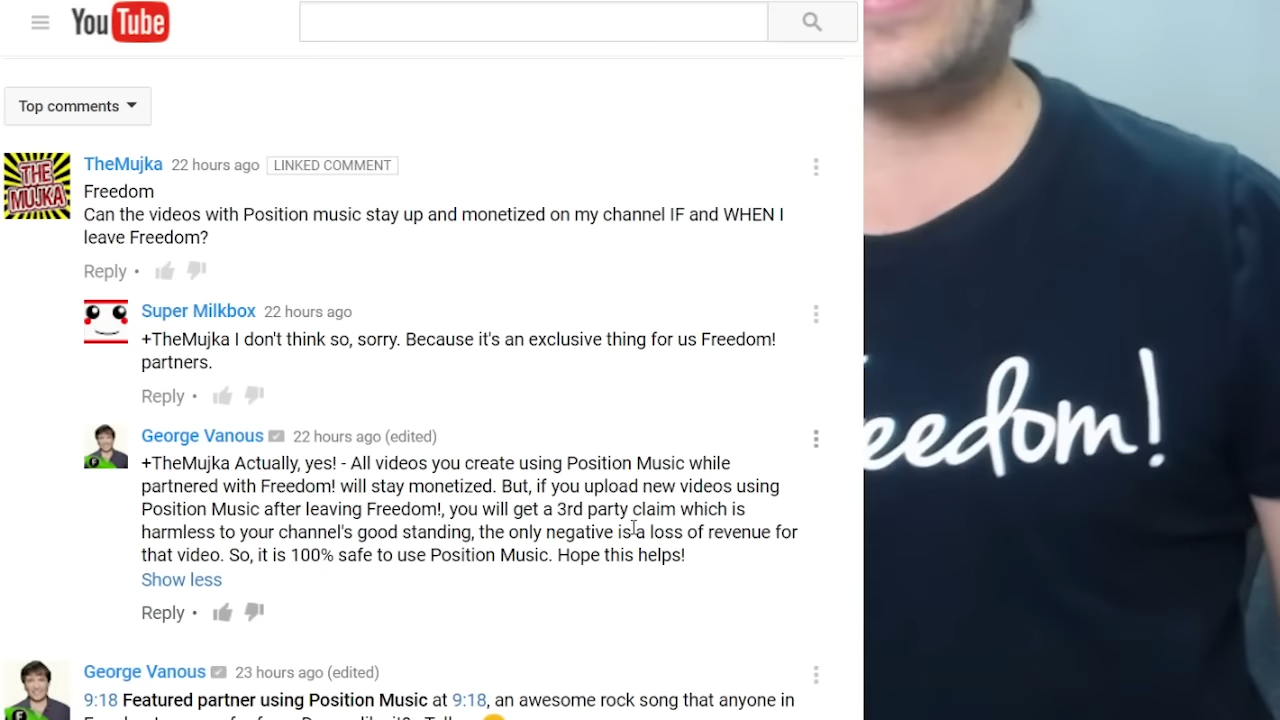 YouTube
Top comments
THE MUJKA
TheMujka 22 hours ago LINKED COMMENT
Freedom
Can the videos with Position music stay up and monetized on my channel IF and WHEN I
leave Freedom?
Reply •
Super Milkbox 22 hours ago
+TheMujka I don't think so, sorry. Because it's an exclusive thing for us Freedom!
partners.
Reply •
George Vanous 22 hours ago (edited)
+TheMujka Actually, yes! - All videos you create using Position Music while
partnered with Freedom! will stay monetized. But, if you upload new videos using
Position Music after leaving Freedom!, you will get a 3rd party claim which is
harmless to your channel's good standing, the only negative is a loss of revenue for
that video. So, it is 100% safe to use Position Music. Hope this helps!
Show less
Reply •
George Vanous 23 hours ago (edited)
9:18 Featured partner using Position Music at 9:18, an awesome rock song that anyone in
eedom!